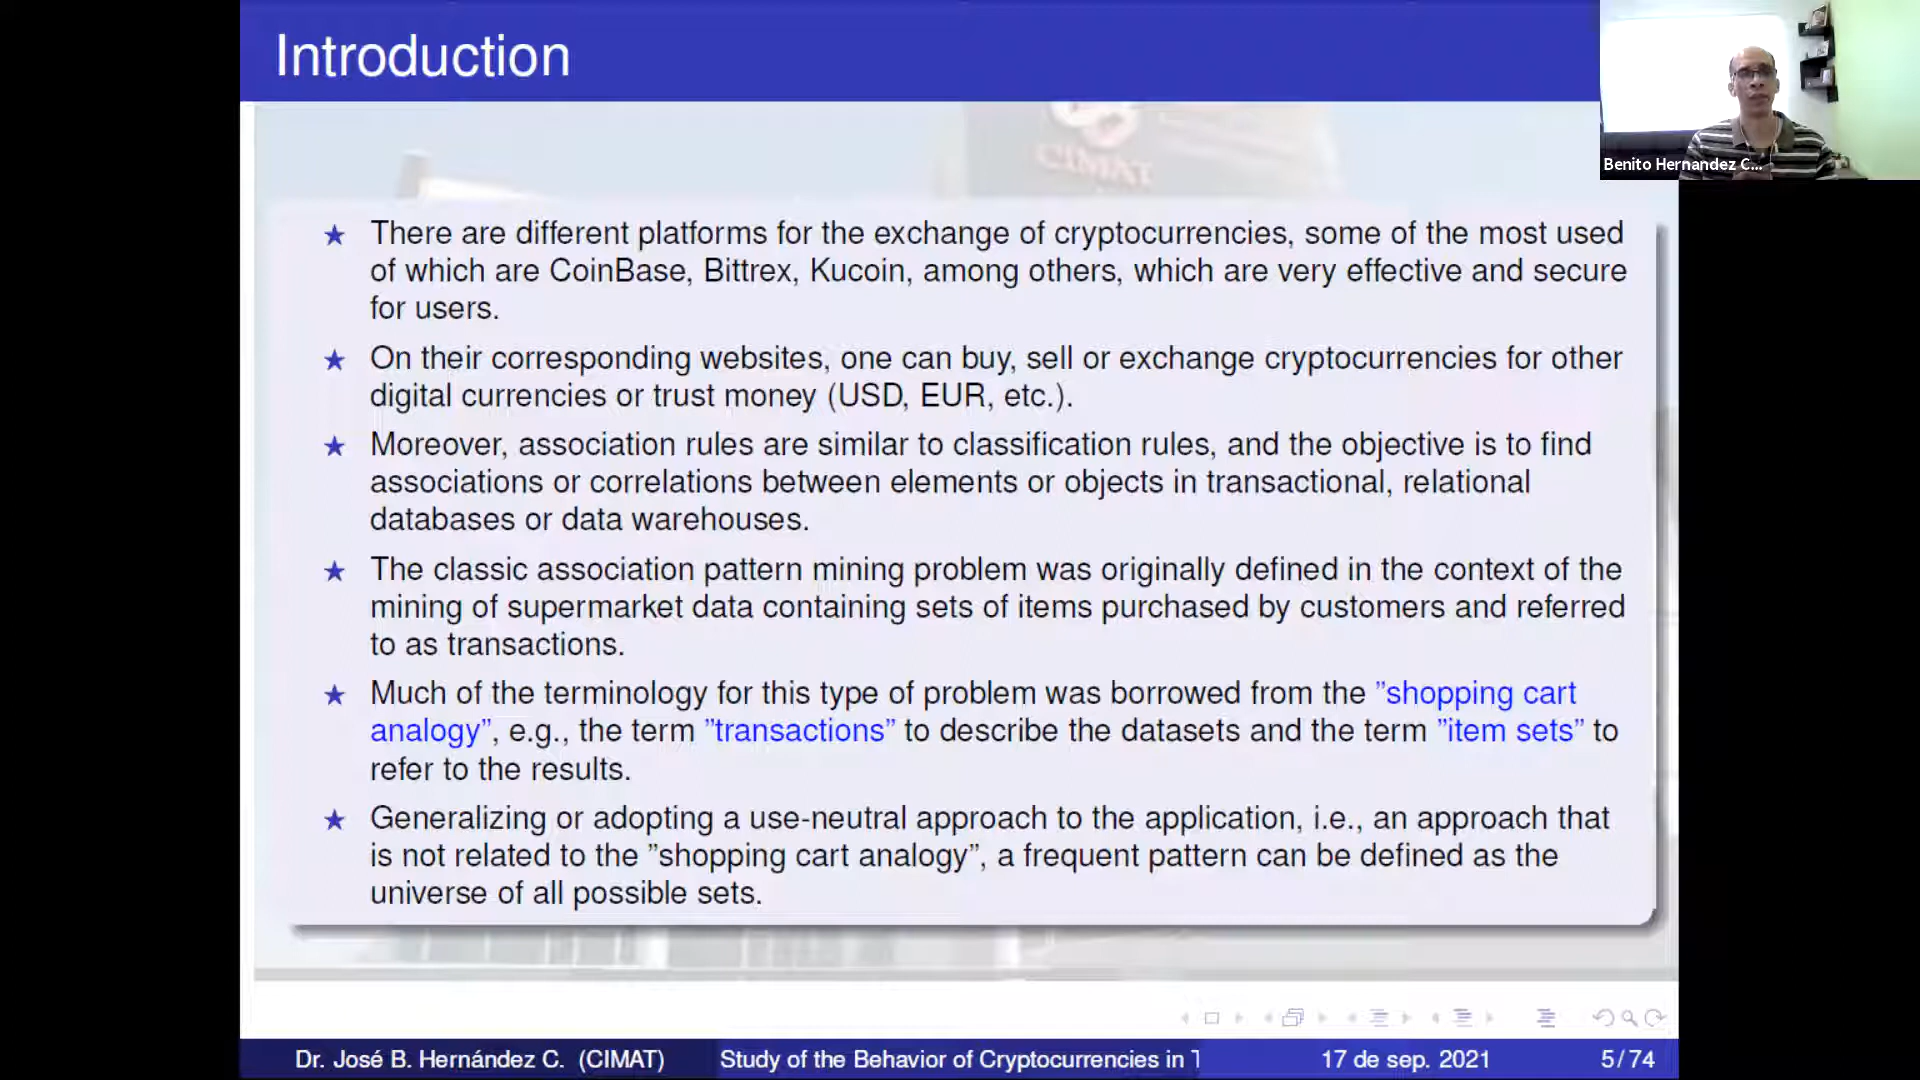 Introduction
Benito Hernandez C...
CIMAT
There are different platforms for the exchange of cryptocurrencies, some of the most used
of which are CoinBase, Bittrex, Kucoin, among others, which are very effective and secure
for users.
On their corresponding websites, one can buy, sell or exchange cryptocurrencies for other
digital currencies or trust money (USD, EUR, etc.).
Moreover, association rules are similar to classification rules, and the objective is to find
associations or correlations between elements or objects in transactional, relational
databases or data warehouses.
The classic association pattern mining problem was originally defined in the context of the
mining of supermarket data containing sets of items purchased by customers and referred
to as transactions.
Much of the terminology for this type of problem was borrowed from the ”shopping cart
analogy”, e.g., the term ”transactions” to describe the datasets and the term ”item sets” to
refer to the results.
Generalizing or adopting a use-neutral approach to the application, i.e., an approach that
is not related to the ”shopping cart analogy”, a frequent pattern can be defined as the
universe of all possible sets.
Dr. José B. Hernández C. (CIMAT) Study of the Behavior of Cryptocurrencies in T 17 de sep. 2021 5/74